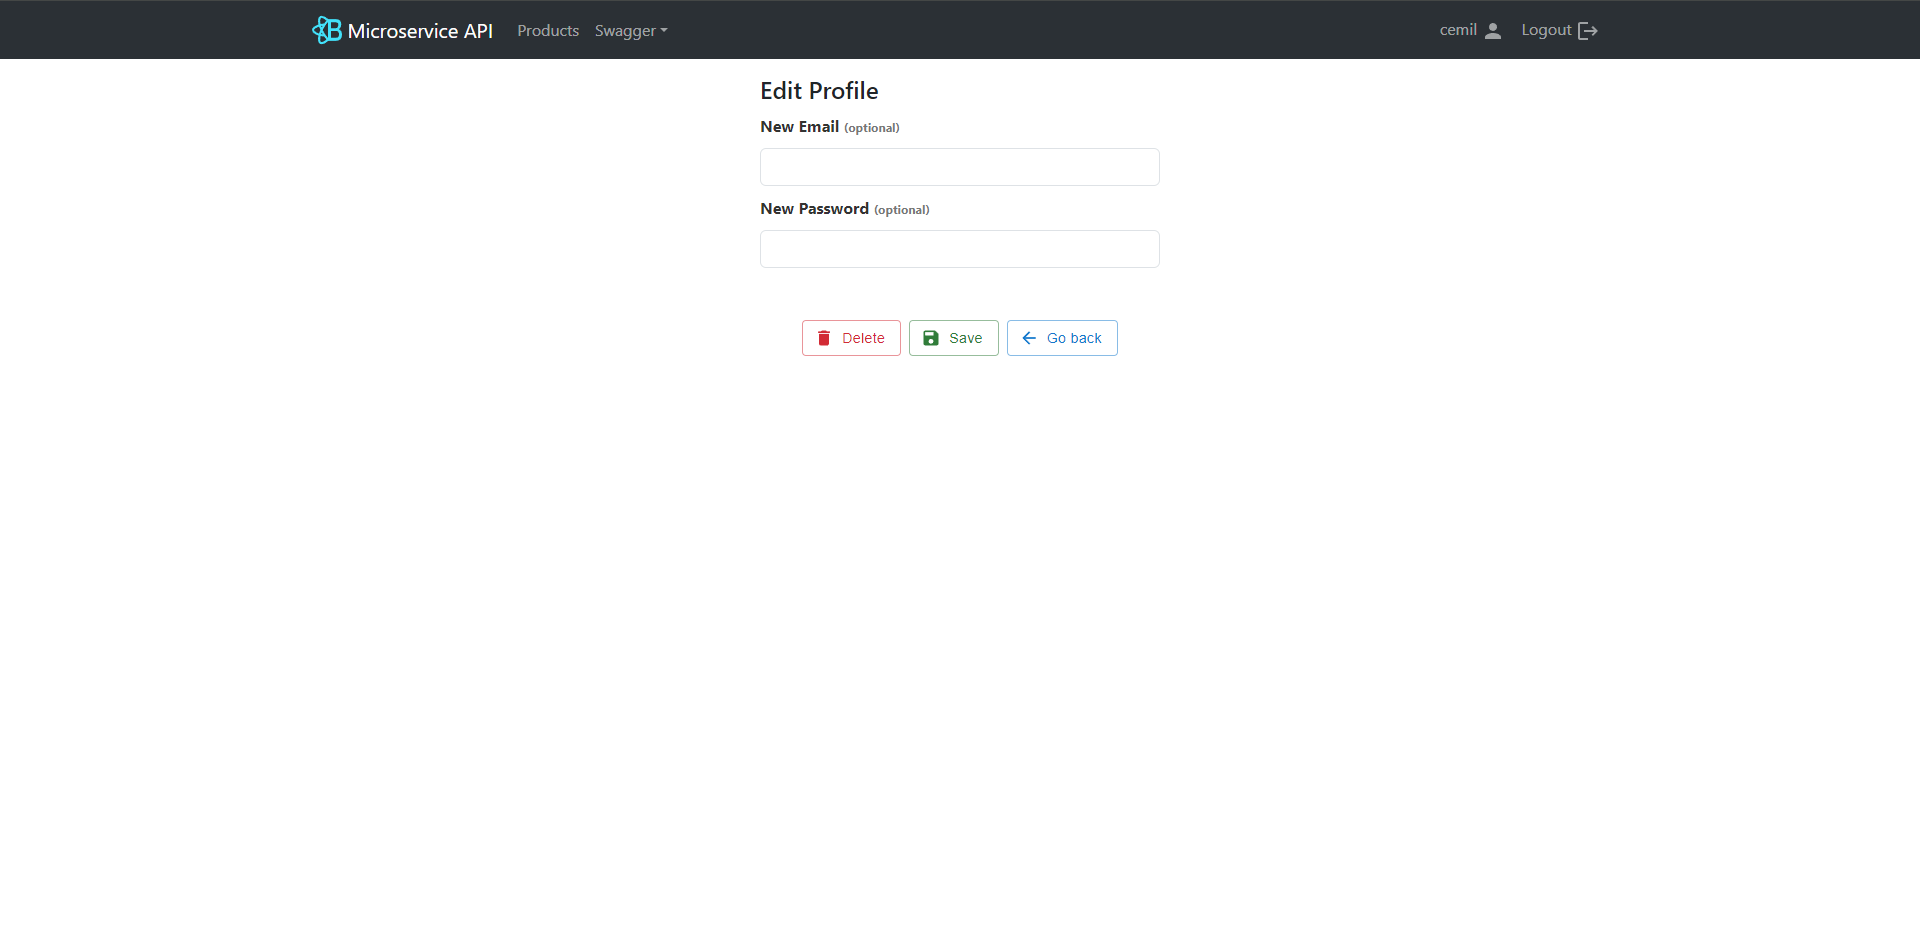 Microservice API Products Swagger cemil Logout
Edit Profile
New Email (optional)
New Password (optional)
Delete Save Go back